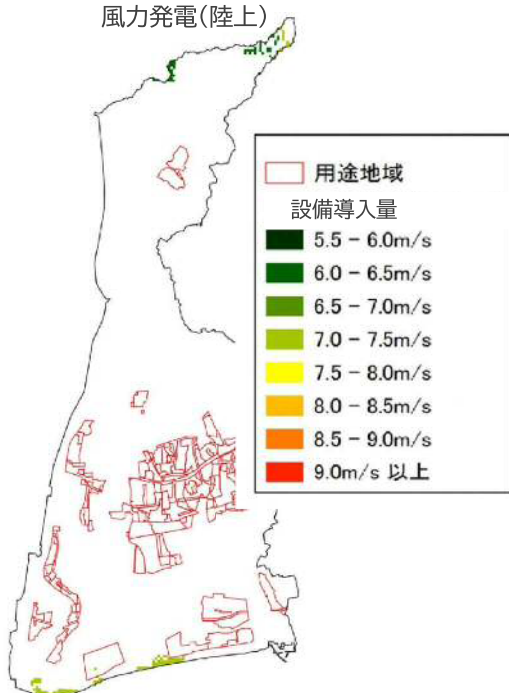 風力発電(陸上)
用途地域
設備導入量
5.5 - 6.0m/s
6.0 - 6.5m/s
6.5 - 7.0m/s
7.0 - 7.5m/s
7.5 - 8.0m/s
8.0 - 8.5m/s
8.5 - 9.0m/s
9.0m/s 以上